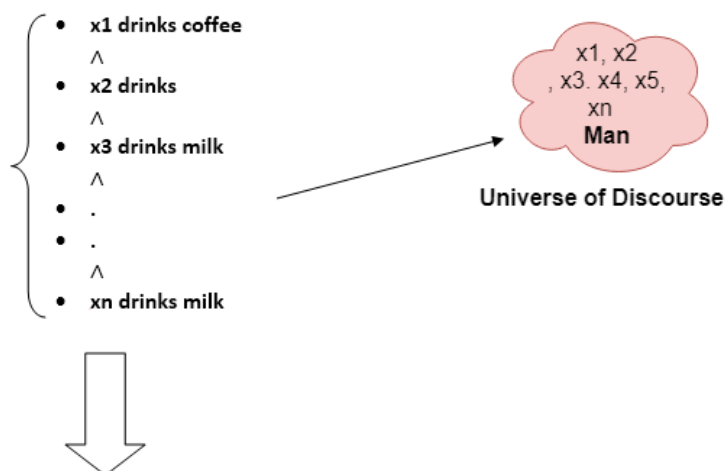 • x1 drinks coffee
∧
• x2 drinks
∧
• x3 drinks milk
∧
• .
• .
∧
• xn drinks milk
x1, x2
, x3. x4, x5,
xn
Man
Universe of Discourse